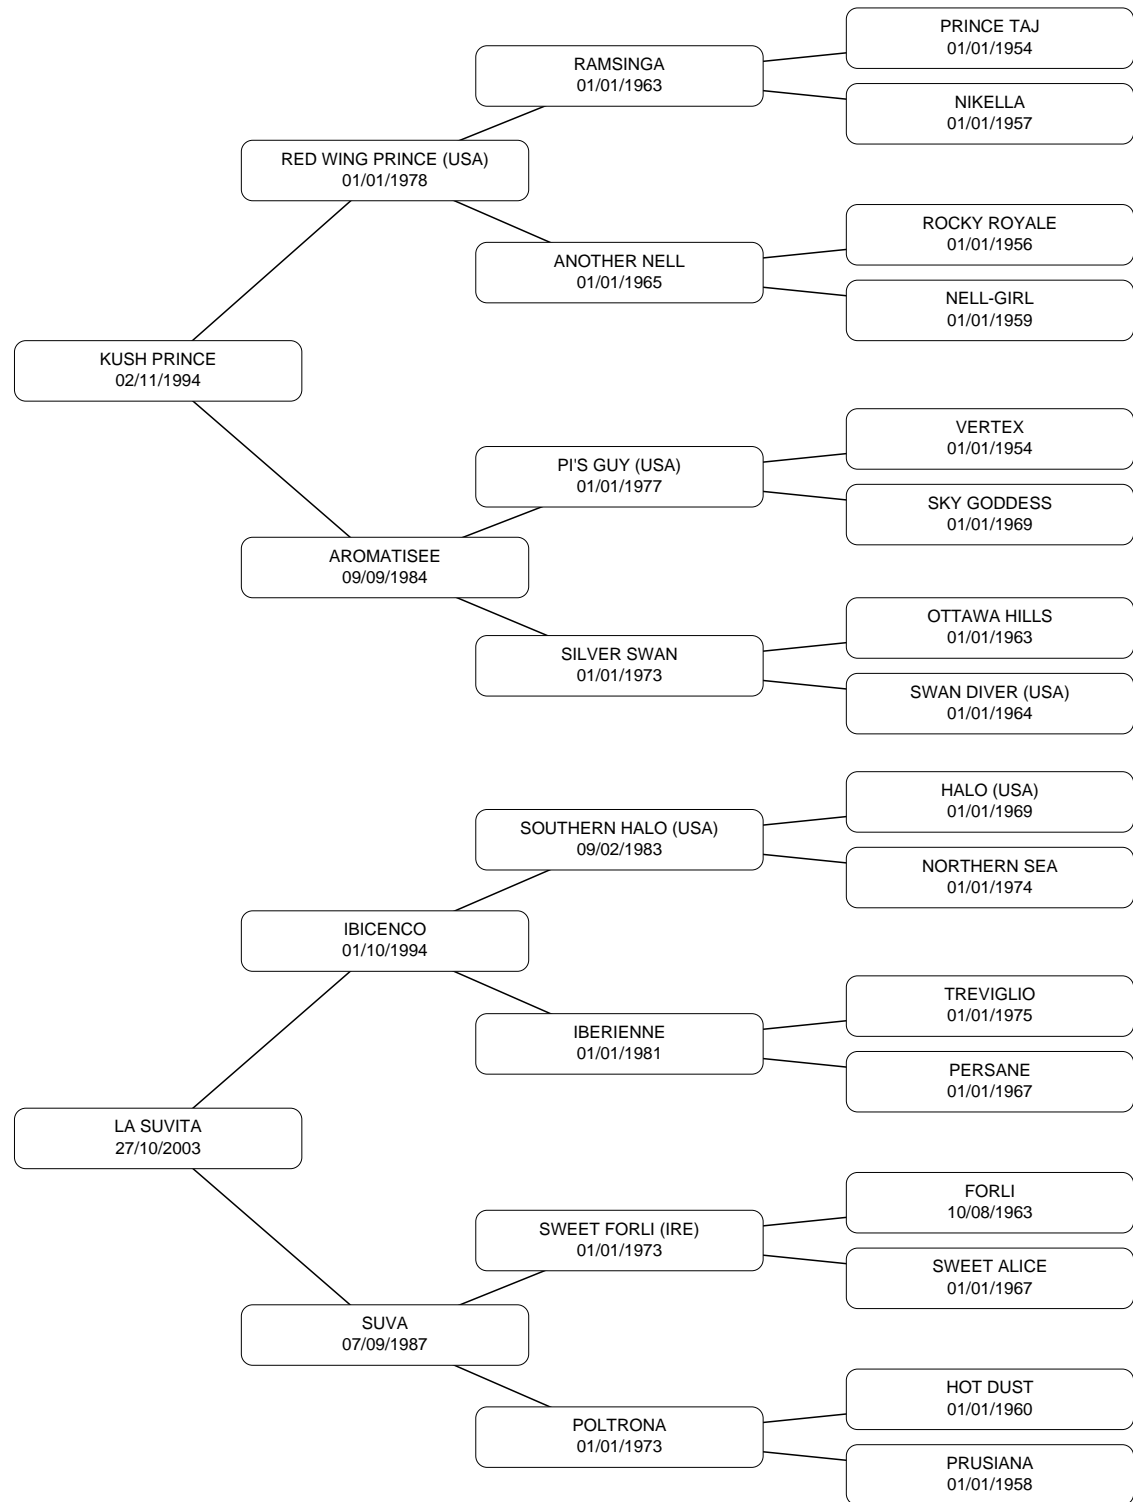 PRINCE TAJ
01/01/1954
RAMSINGA
01/01/1963
NIKELLA
01/01/1957
RED WING PRINCE (USA)
01/01/1978
ROCKY ROYALE
01/01/1956
ANOTHER NELL
01/01/1965
NELL-GIRL
01/01/1959
KUSH PRINCE
02/11/1994
VERTEX
01/01/1954
PI'S GUY (USA)
01/01/1977
SKY GODDESS
01/01/1969
AROMATISEE
09/09/1984
OTTAWA HILLS
01/01/1963
SILVER SWAN
01/01/1973
SWAN DIVER (USA)
01/01/1964
HALO (USA)
01/01/1969
SOUTHERN HALO (USA)
09/02/1983
NORTHERN SEA
01/01/1974
IBICENCO
01/10/1994
TREVIGLIO
01/01/1975
IBERIENNE
01/01/1981
PERSANE
01/01/1967
LA SUVITA
27/10/2003
FORLI
10/08/1963
SWEET FORLI (IRE)
01/01/1973
SWEET ALICE
01/01/1967
SUVA
07/09/1987
HOT DUST
01/01/1960
POLTRONA
01/01/1973
PRUSIANA
01/01/1958